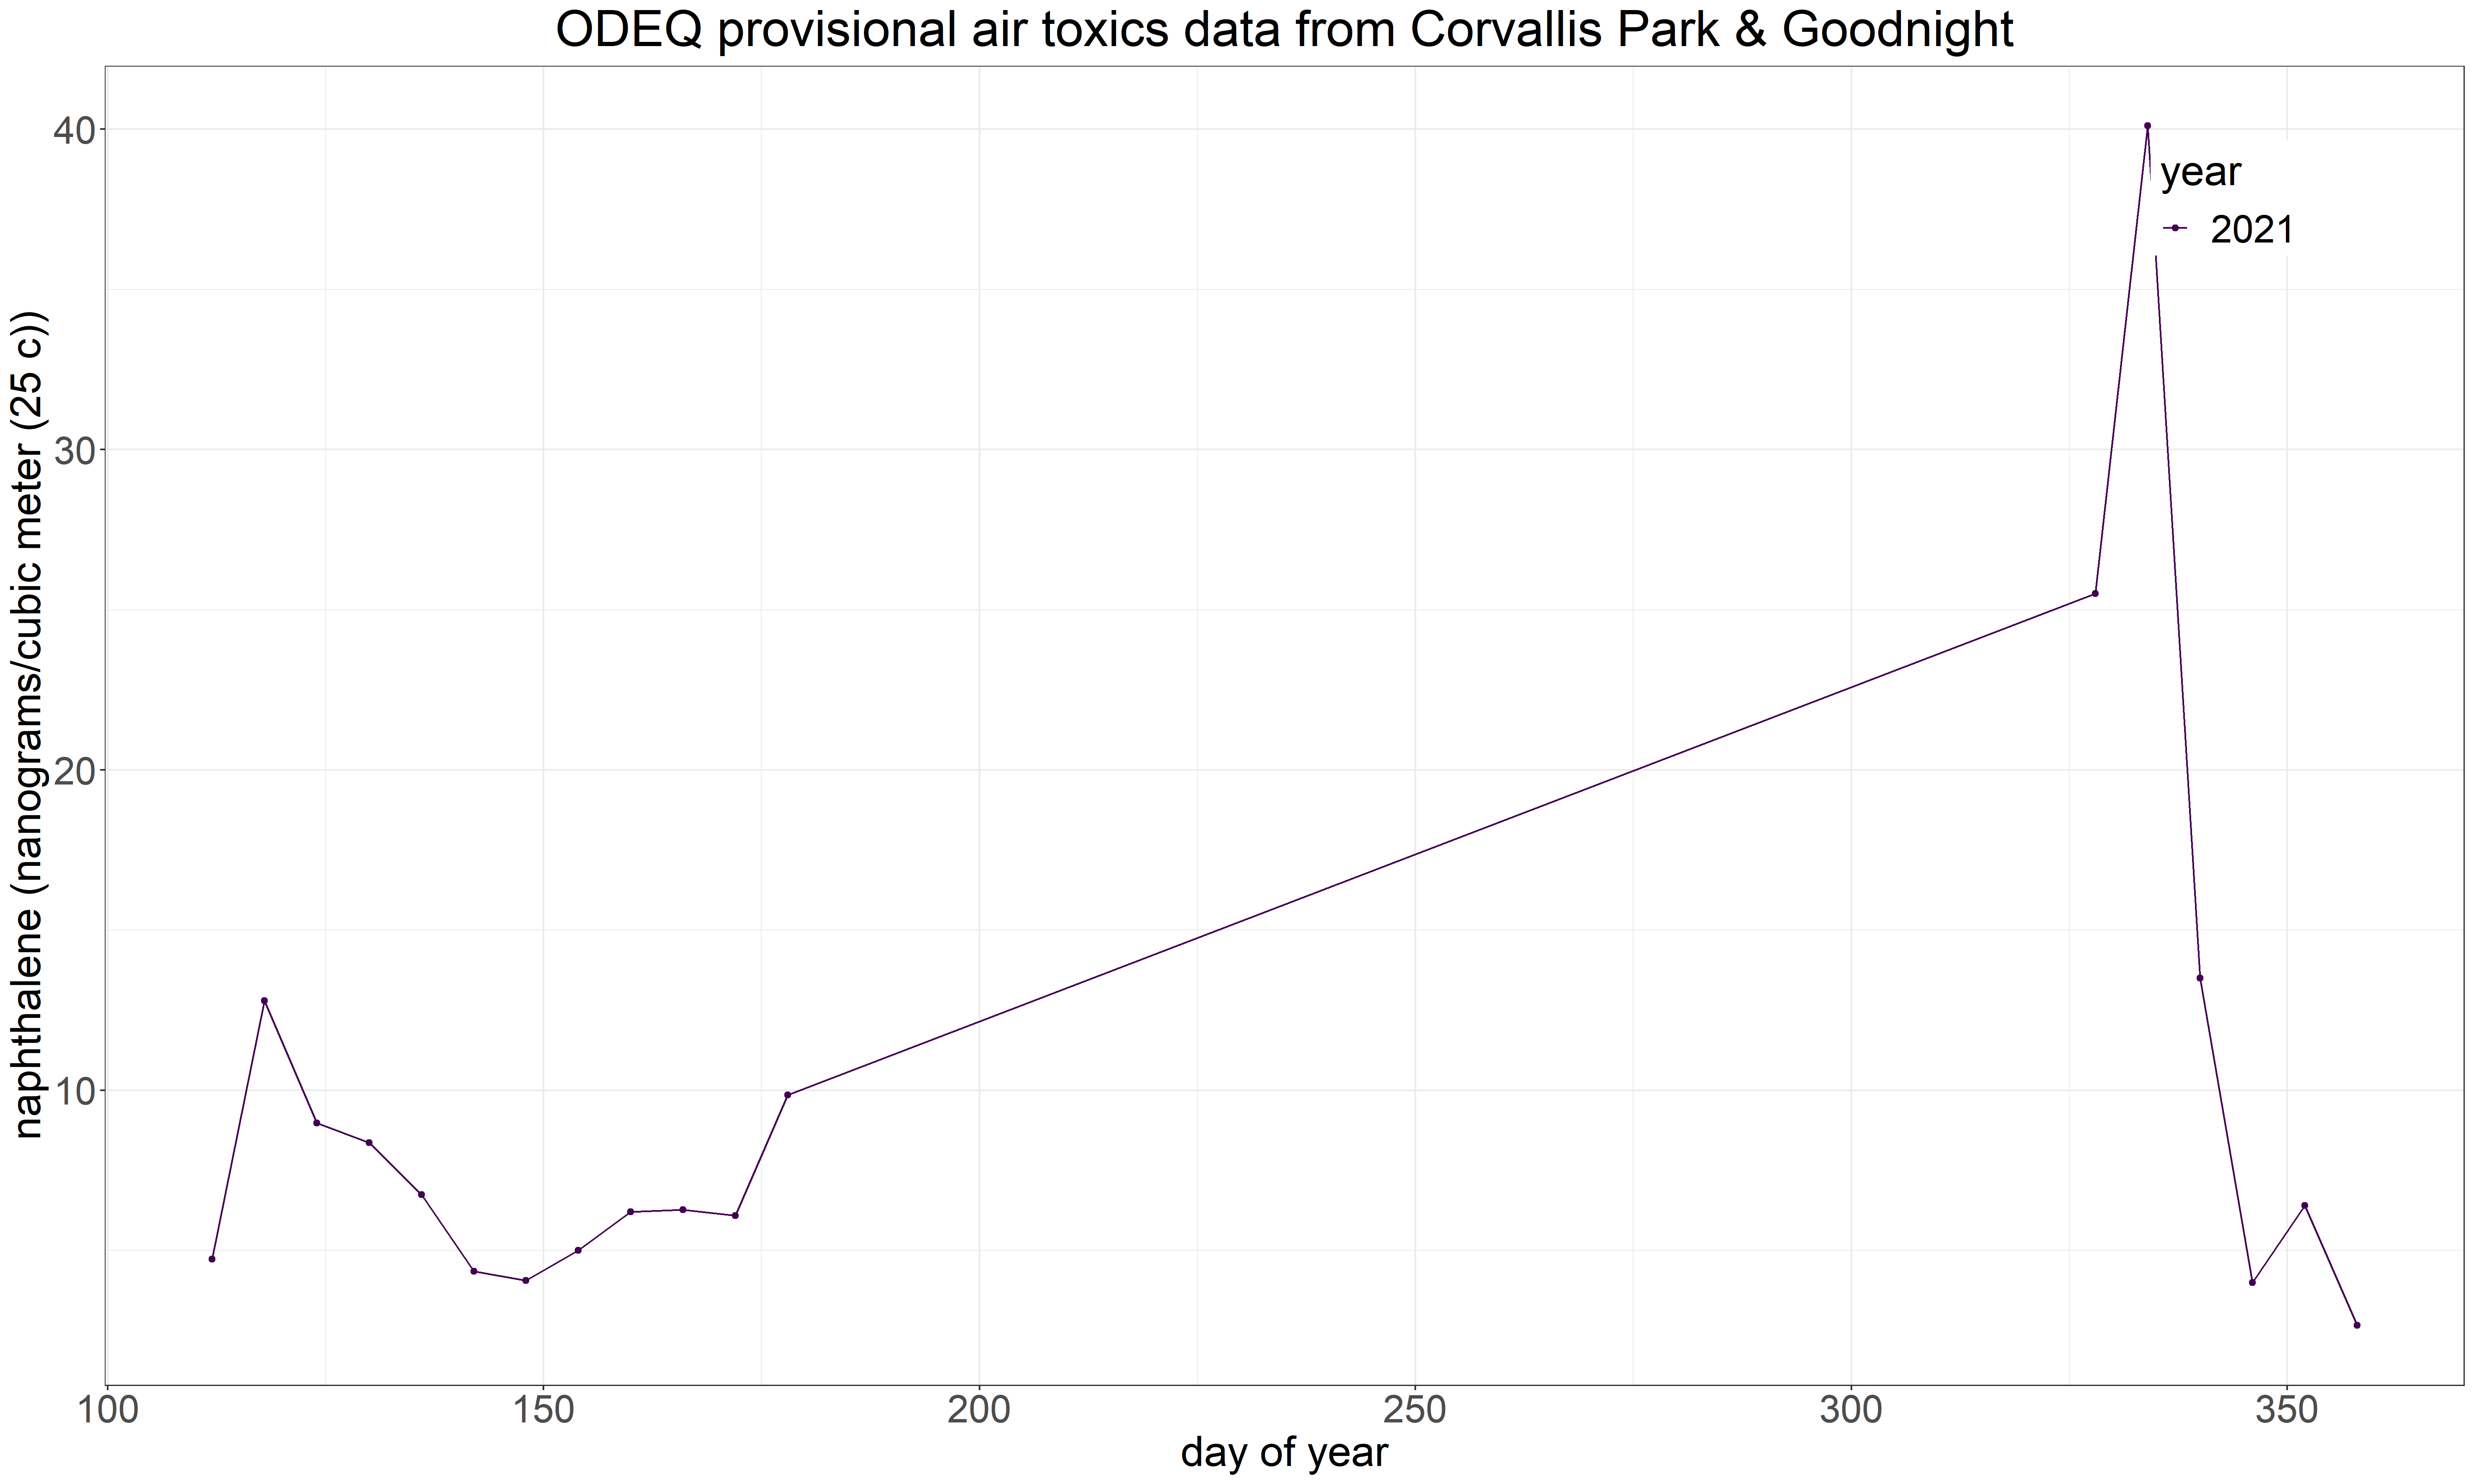 ODEQ provisional air toxics data from Corvallis Park & Goodnight
naphthalene (nanograms/cubic meter (25 c))
40
30
20
10
year
2021
100 150 200 250 300 350
day of year